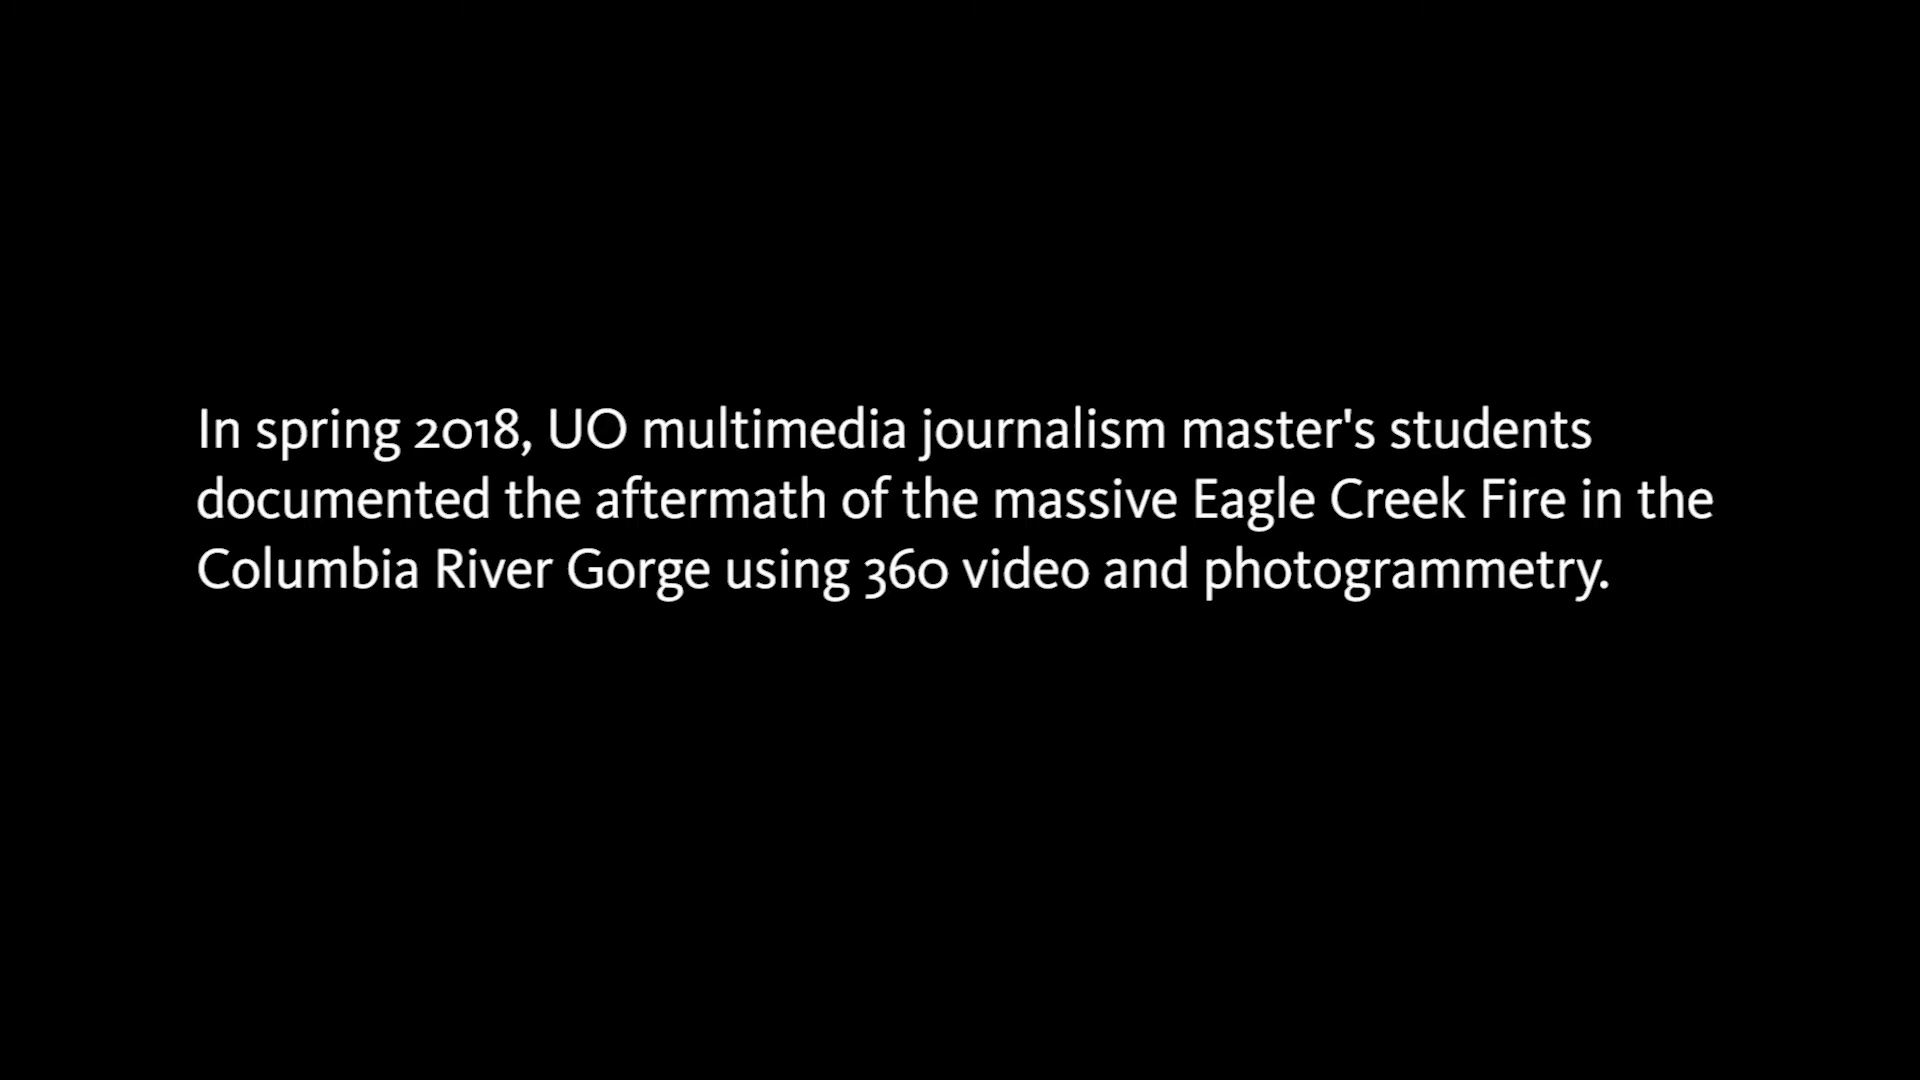 In spring 2018, UO multimedia journalism master's students
documented the aftermath of the massive Eagle Creek Fire in the
Columbia River Gorge using 360 video and photogrammetry.